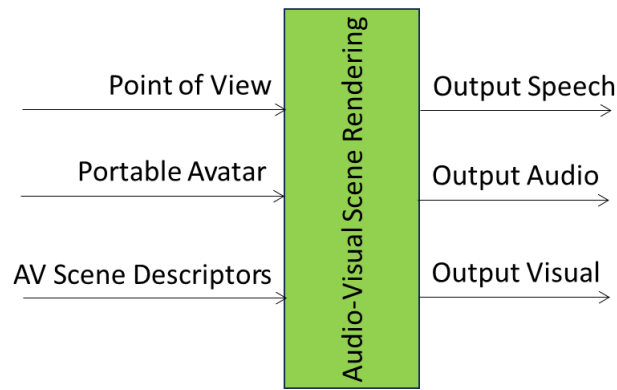 Point of View
Portable Avatar
AV Scene Descriptors
Audio-Visual Scene Rendering
Output Speech
Output Audio
Output Visual